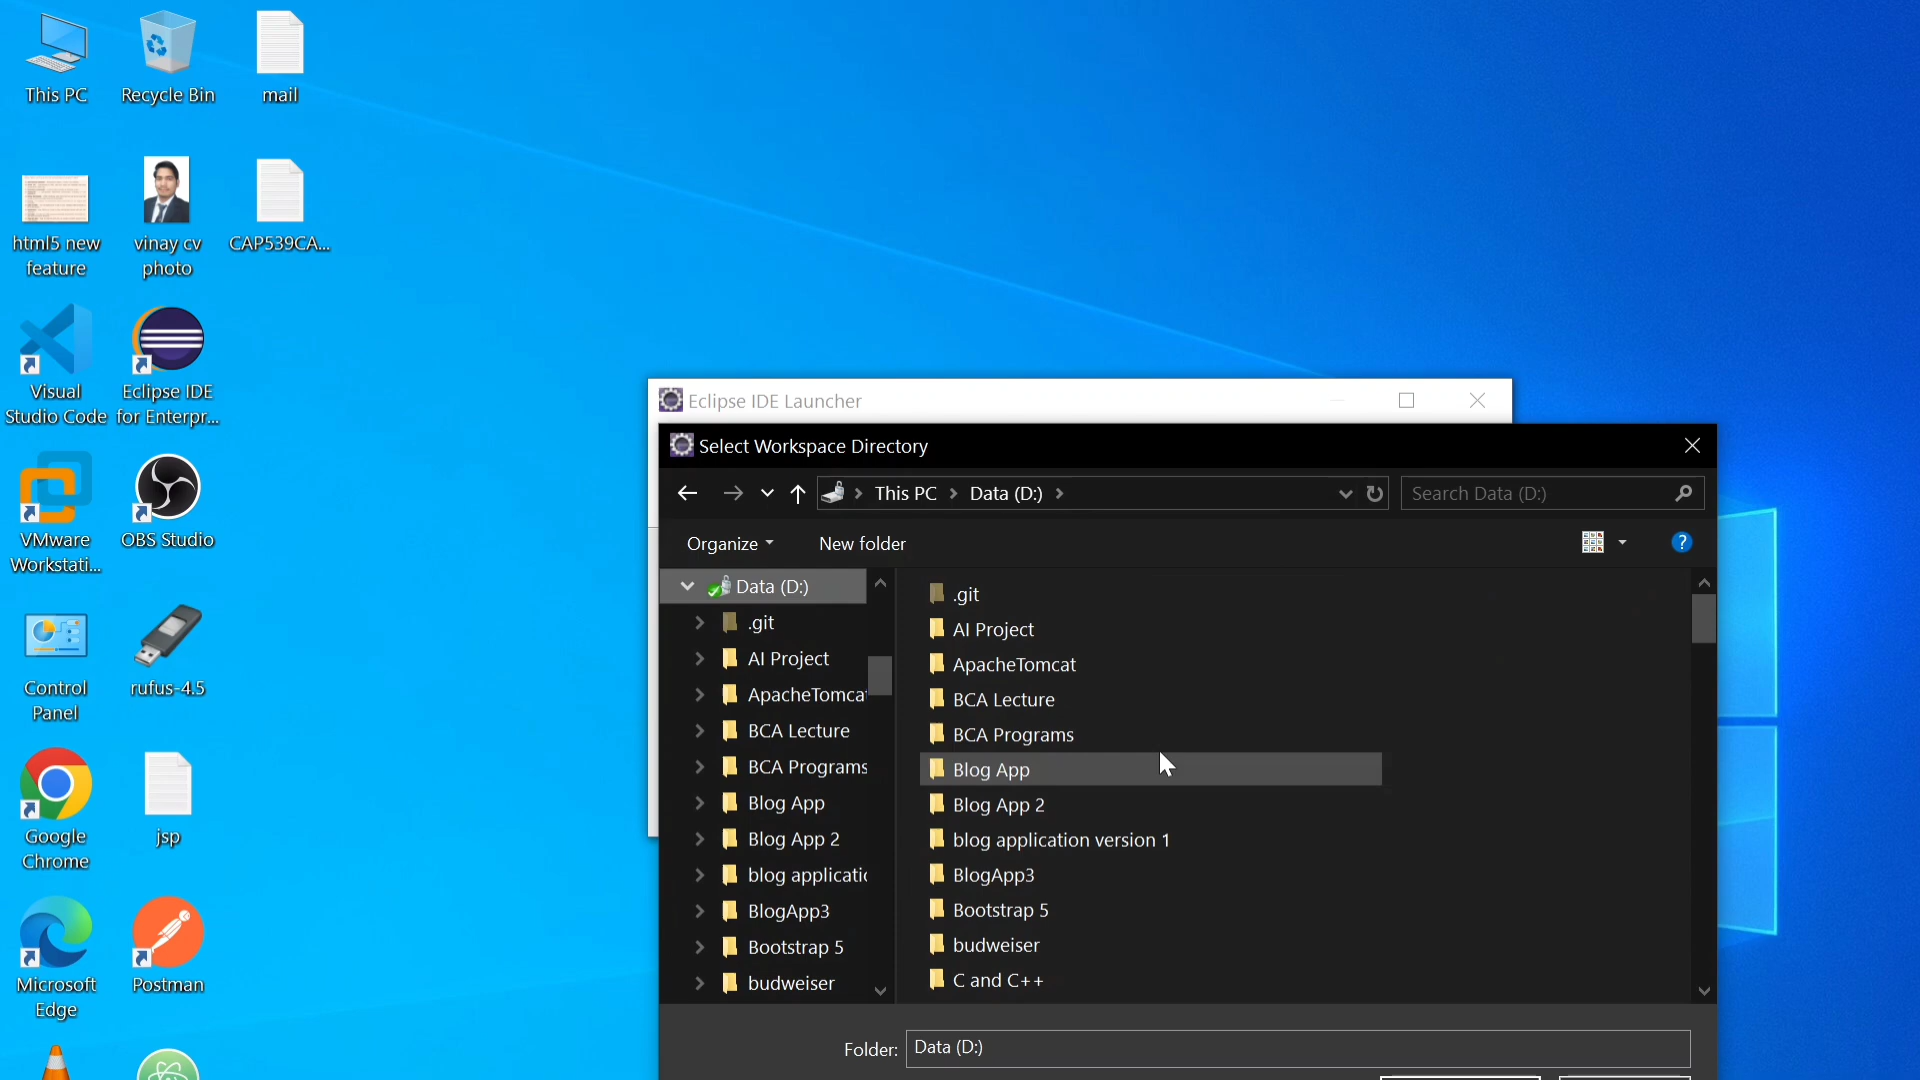 This PC
Recycle Bin
mail
html5 new
feature
vinay cv
photo
CAP539CA...
Visual
Studio Code
Eclipse IDE
for Enterpr...
VMware
Workstati...
OBS Studio
Control
Panel
rufus-4.5
Google
Chrome
jsp
Microsoft
Edge
Postman
Eclipse IDE Launcher
Select Workspace Directory
This PC > Data (D:) >
Search Data (D:)
Organize
New folder
?
Data (D:)
.git
AI Project
ApacheTomcat
BCA Lecture
BCA Programs
Blog App
Blog App 2
blog applicatic
BlogApp3
Bootstrap 5
budweiser
.git
AI Project
ApacheTomcat
BCA Lecture
BCA Programs
Blog App
Blog App 2
blog application version 1
BlogApp3
Bootstrap 5
budweiser
C and C++
Folder: Data (D:)